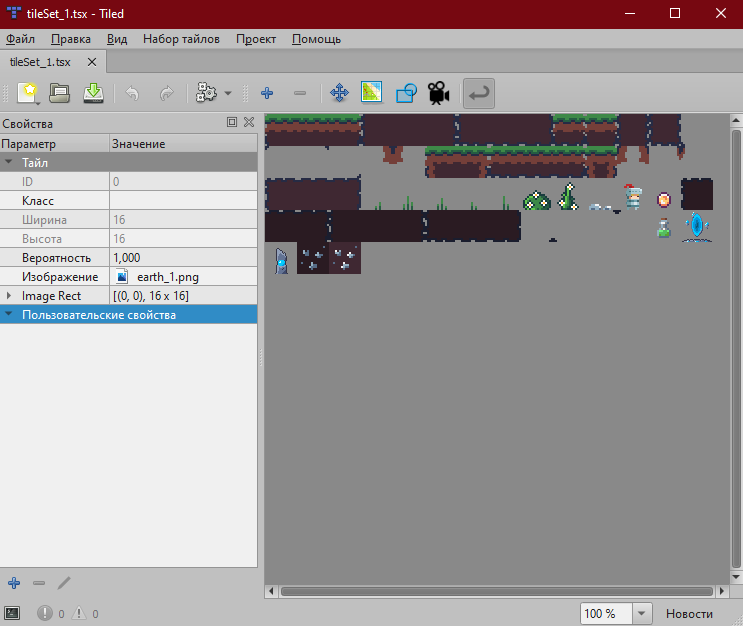 tileSet_1.tsx - Tiled
Файл Правка Вид Набор тайлов Проект Помощь
tileSet_1.tsx
Свойства
Параметр Значение
Тайл
ID 0
Класс
Ширина 16
Высота 16
Вероятность 1,000
Изображение earth_1.png
Image Rect [(0, 0), 16 x 16]
Пользовательские свойства
0 0
100 % Новости